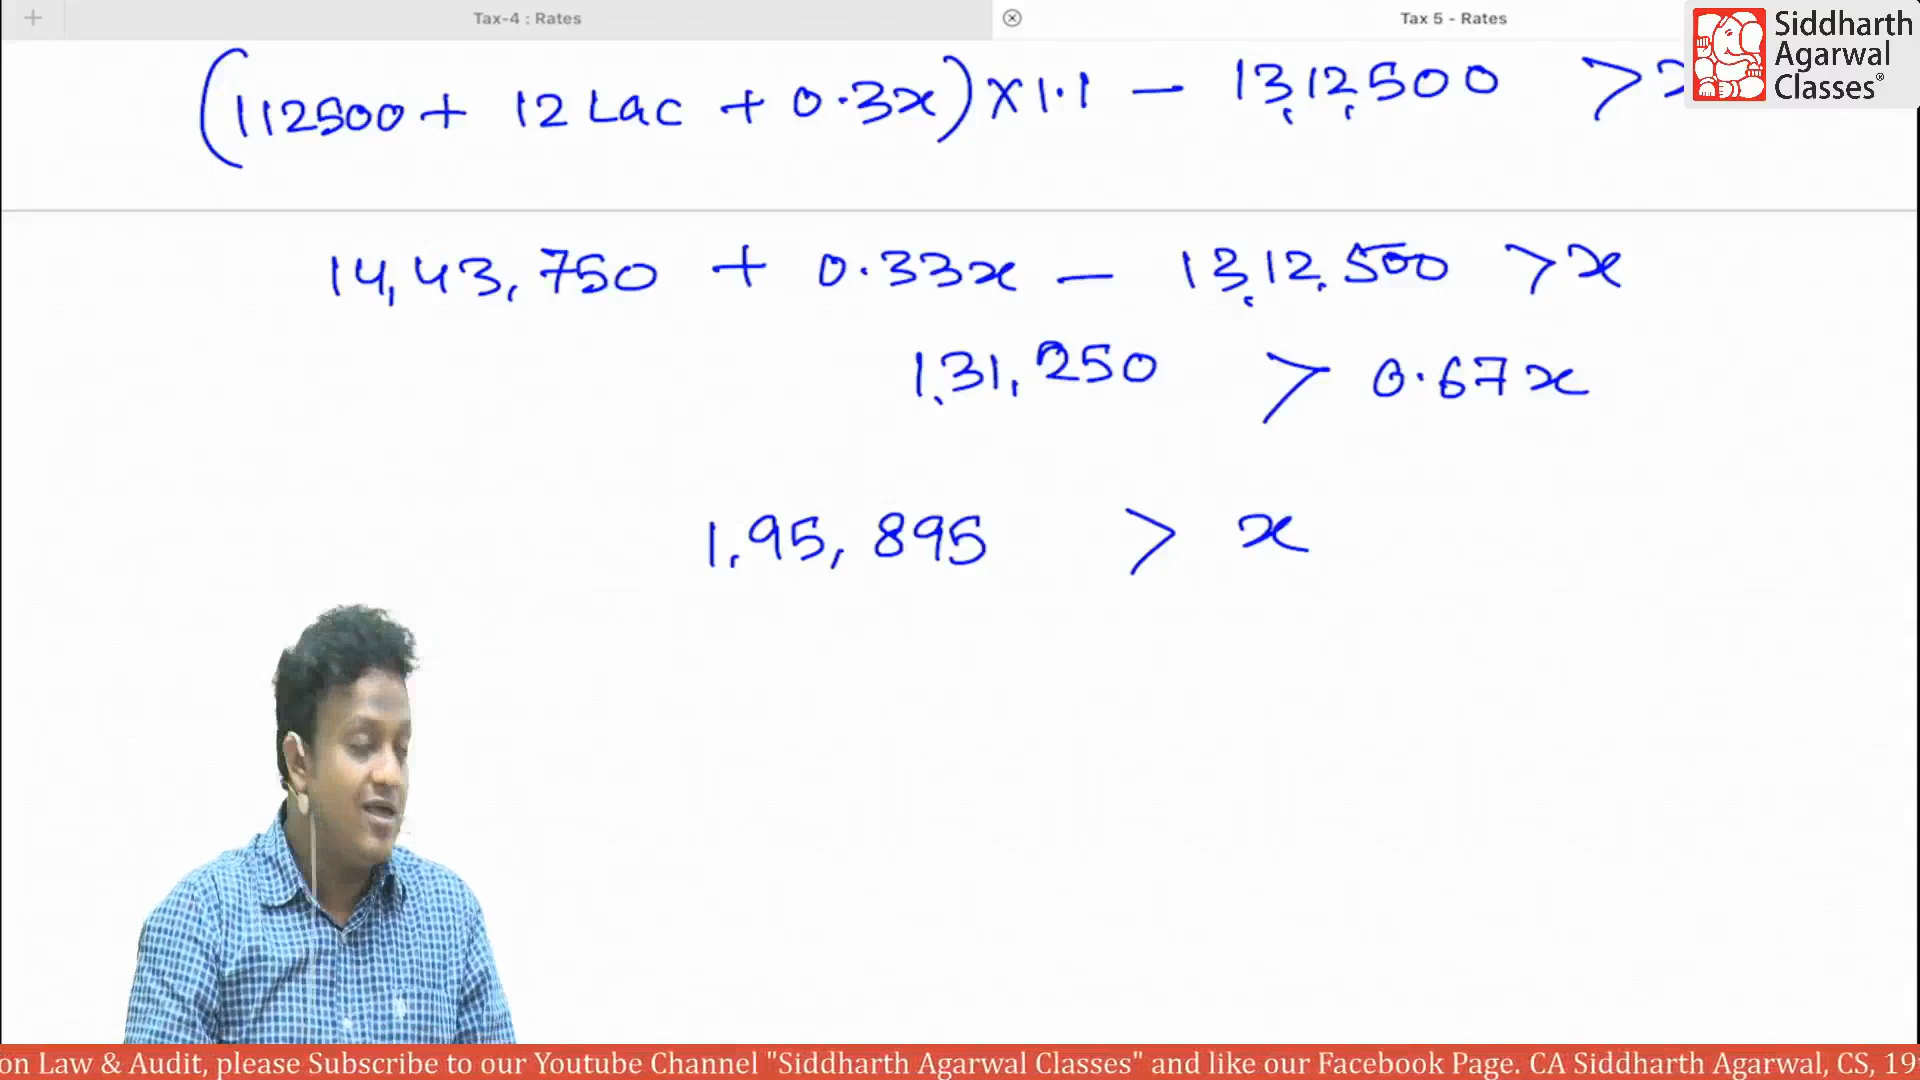 Tax-4 : Rates
Tax 5 - Rates
Siddharth
Agarwal
Classes®
(112500 + 12 Lac + 0.3x) × 1.1 — 13,12,500 >
14,43,750 + 0.33x — 13,12,500 > x
1,31,250 > 0.67x
1,95,895 > x
on Law & Audit, please Subscribe to our Youtube Channel "Siddharth Agarwal Classes" and like our Facebook Page. CA Siddharth Agarwal, CS, 19